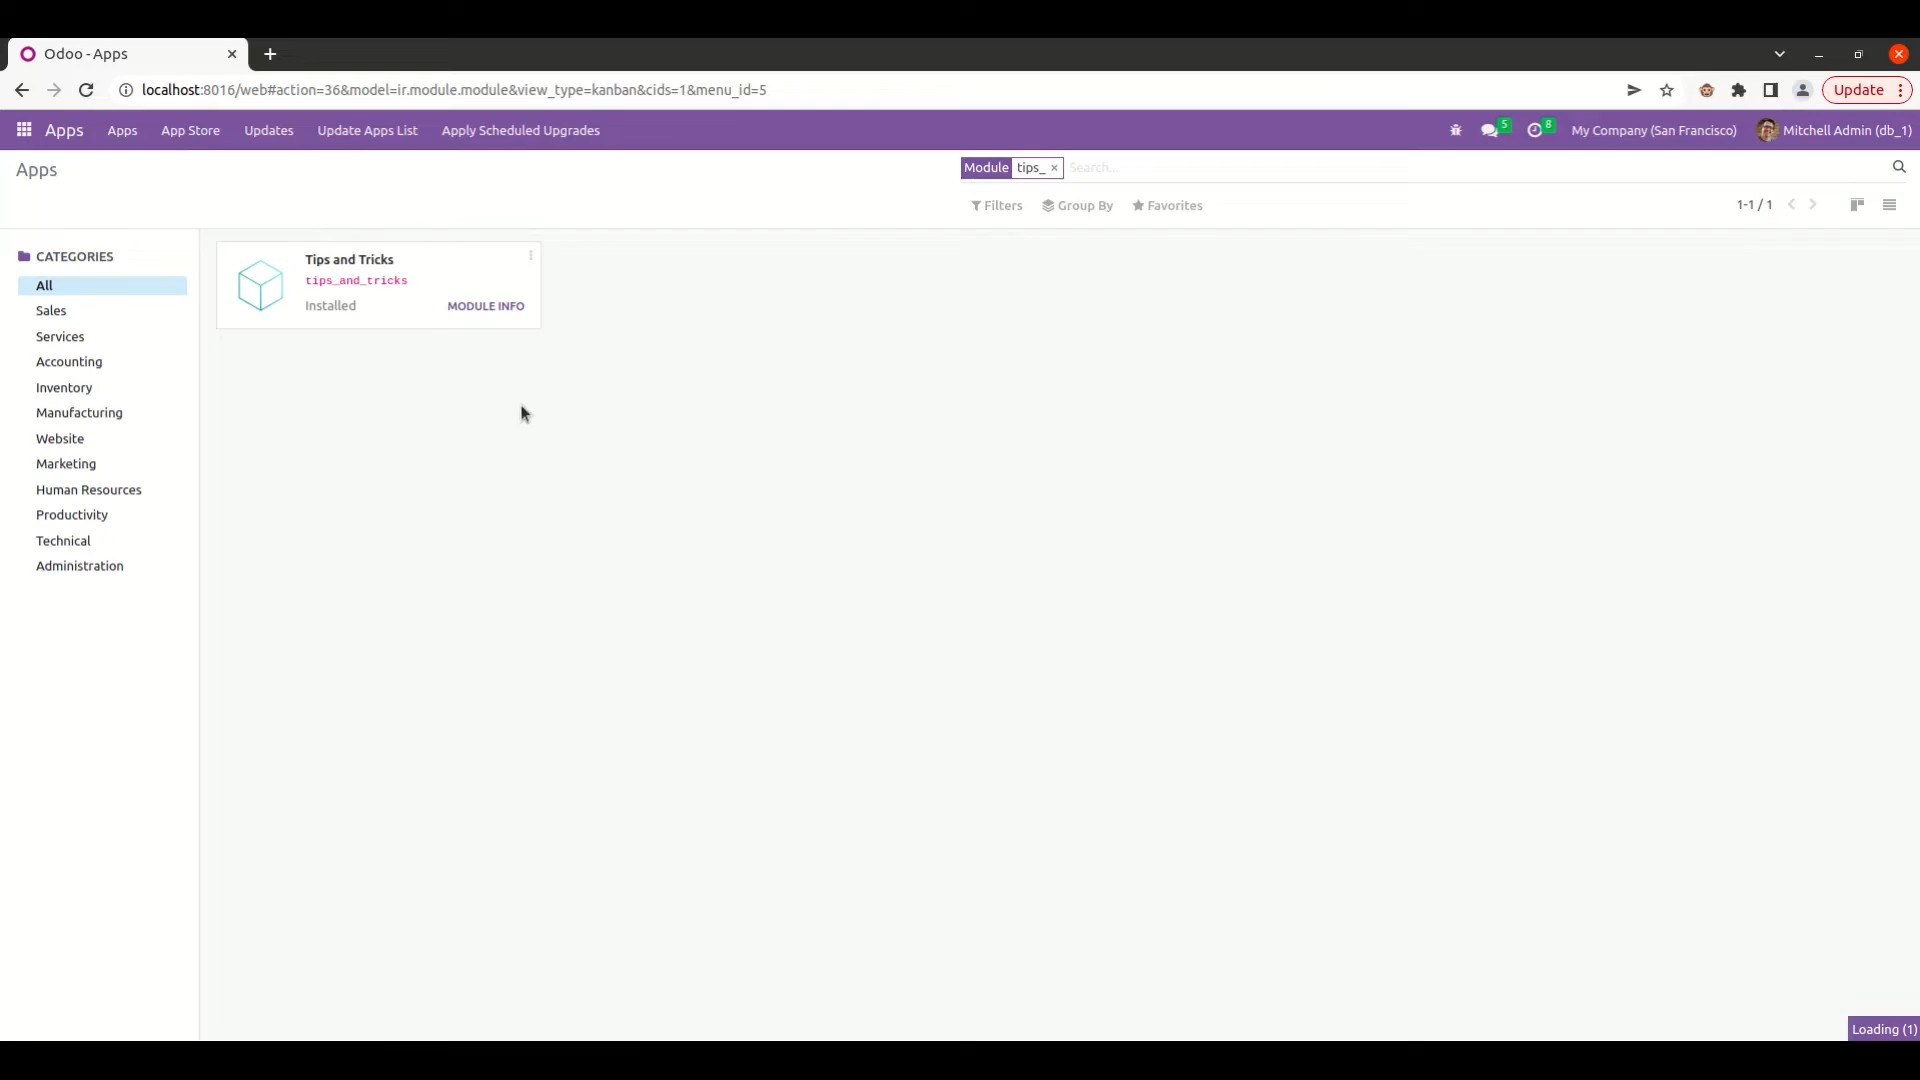 Odoo - Apps
localhost:8016/web#action=36&model=ir.module.module&view_type=kanban&cids=1&menu_id=5
Update
Apps Apps App Store Updates Update Apps List Apply Scheduled Upgrades 5 8 My Company (San Francisco) Mitchell Admin (db_1)
Apps
Module tips_ × Search...
Filters Group By Favorites 1-1 / 1
CATEGORIES
All
Sales
Services
Accounting
Inventory
Manufacturing
Website
Marketing
Human Resources
Productivity
Technical
Administration
Tips and Tricks
tips_and_tricks
Installed MODULE INFO
Loading (1)